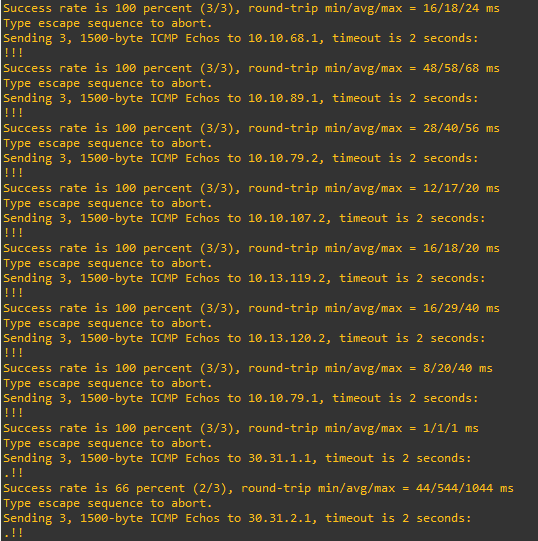 Success rate is 100 percent (3/3), round-trip min/avg/max = 16/18/24 ms
Type escape sequence to abort.
Sending 3, 1500-byte ICMP Echos to 10.10.68.1, timeout is 2 seconds:
!!!
Success rate is 100 percent (3/3), round-trip min/avg/max = 48/58/68 ms
Type escape sequence to abort.
Sending 3, 1500-byte ICMP Echos to 10.10.89.1, timeout is 2 seconds:
!!!
Success rate is 100 percent (3/3), round-trip min/avg/max = 28/40/56 ms
Type escape sequence to abort.
Sending 3, 1500-byte ICMP Echos to 10.10.79.2, timeout is 2 seconds:
!!!
Success rate is 100 percent (3/3), round-trip min/avg/max = 12/17/20 ms
Type escape sequence to abort.
Sending 3, 1500-byte ICMP Echos to 10.10.107.2, timeout is 2 seconds:
!!!
Success rate is 100 percent (3/3), round-trip min/avg/max = 16/18/20 ms
Type escape sequence to abort.
Sending 3, 1500-byte ICMP Echos to 10.13.119.2, timeout is 2 seconds:
!!!
Success rate is 100 percent (3/3), round-trip min/avg/max = 16/29/40 ms
Type escape sequence to abort.
Sending 3, 1500-byte ICMP Echos to 10.13.120.2, timeout is 2 seconds:
!!!
Success rate is 100 percent (3/3), round-trip min/avg/max = 8/20/40 ms
Type escape sequence to abort.
Sending 3, 1500-byte ICMP Echos to 10.10.79.1, timeout is 2 seconds:
!!!
Success rate is 100 percent (3/3), round-trip min/avg/max = 1/1/1 ms
Type escape sequence to abort.
Sending 3, 1500-byte ICMP Echos to 30.31.1.1, timeout is 2 seconds:
.!!
Success rate is 66 percent (2/3), round-trip min/avg/max = 44/544/1044 ms
Type escape sequence to abort.
Sending 3, 1500-byte ICMP Echos to 30.31.2.1, timeout is 2 seconds:
.!!